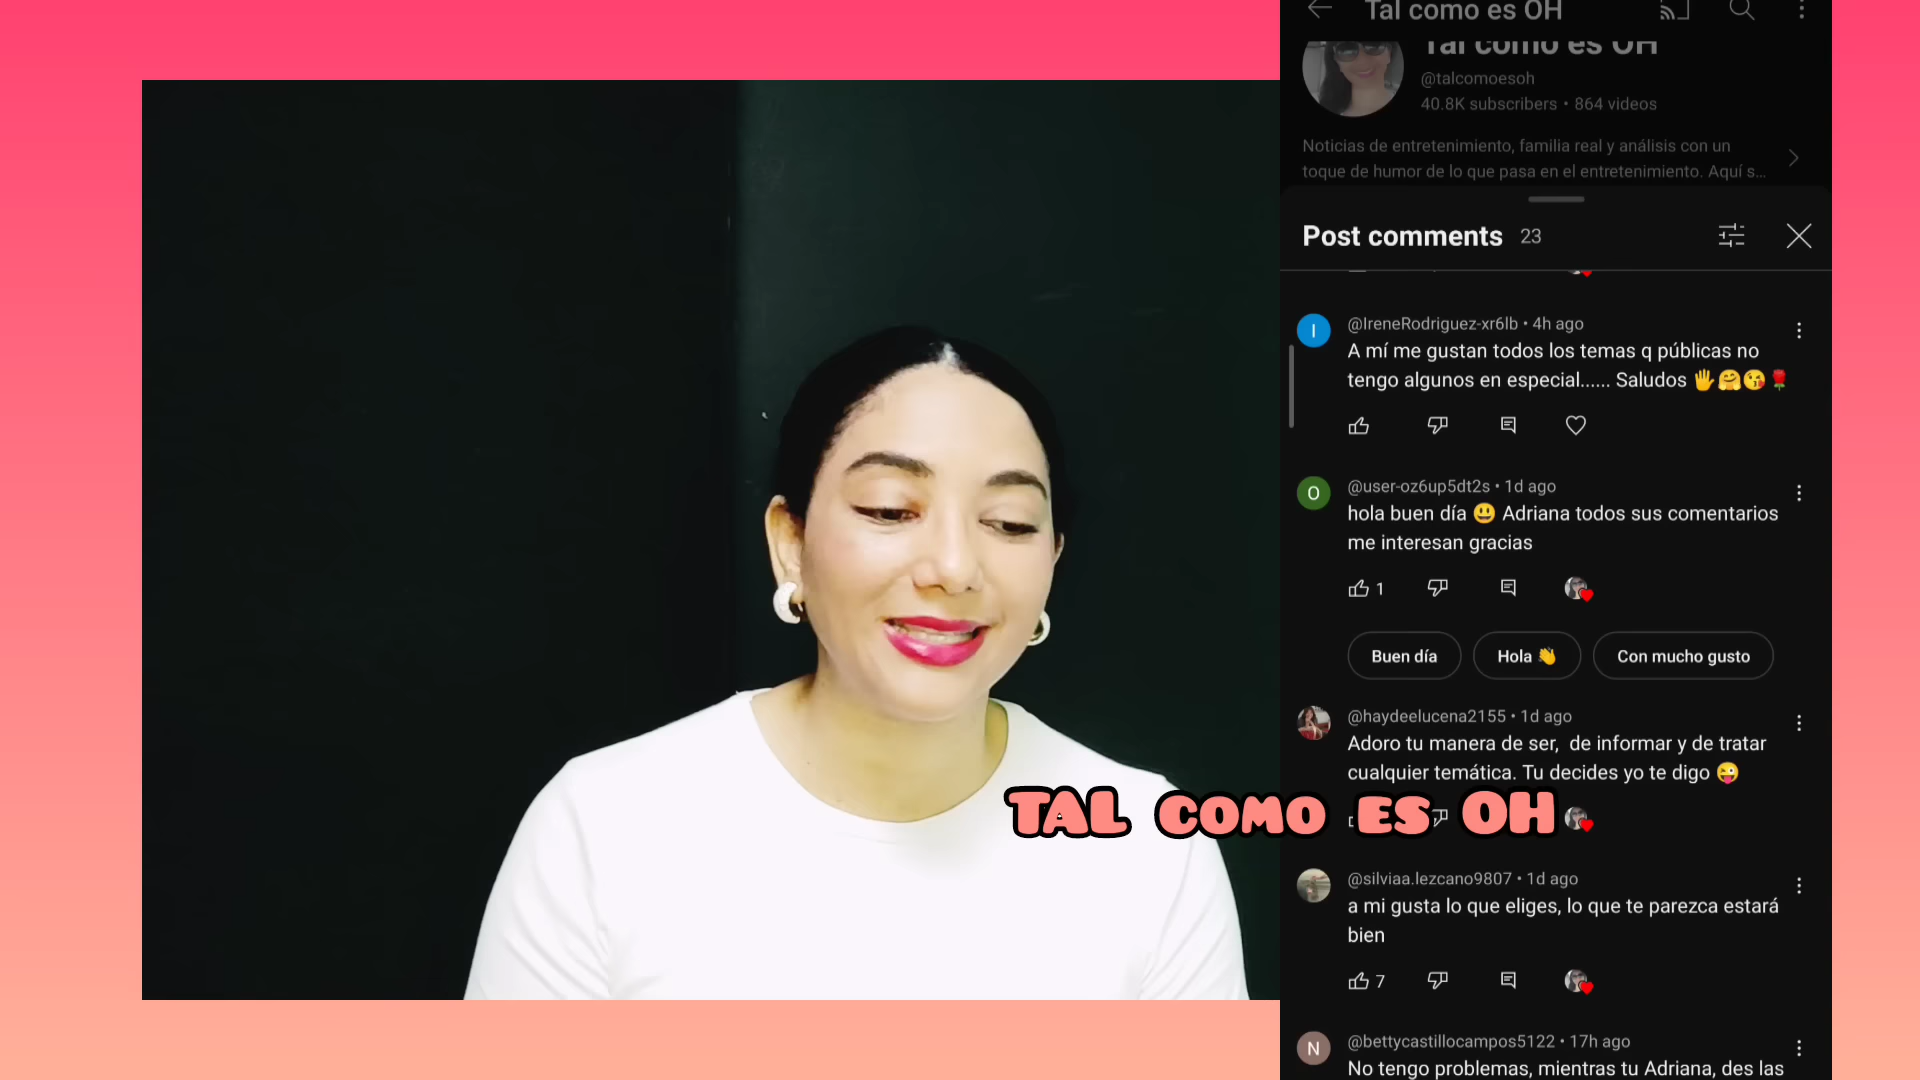 Tal como es OH
Tal como es OH
@talcomoesoh
40.8K subscribers • 864 videos
Noticias de entretenimiento, familia real y análisis con un
toque de humor de lo que pasa en el entretenimiento. Aquí s...
Post comments 23
I
@IreneRodriguez-xr6lb • 4h ago
A mí me gustan todos los temas q públicas no
tengo algunos en especial...... Saludos 🖐🤗😘🌹
O
@user-oz6up5dt2s • 1d ago
hola buen día 😃 Adriana todos sus comentarios
me interesan gracias
1
Buen día
Hola 👋
Con mucho gusto
@haydeelucena2155 • 1d ago
Adoro tu manera de ser,  de informar y de tratar
cualquier temática. Tu decides yo te digo 😜
TAL COMO ES OH
@silviaa.lezcano9807 • 1d ago
a mi gusta lo que eliges, lo que te parezca estará
bien
7
N
@bettycastillocampos5122 • 17h ago
No tengo problemas, mientras tu Adriana, des las